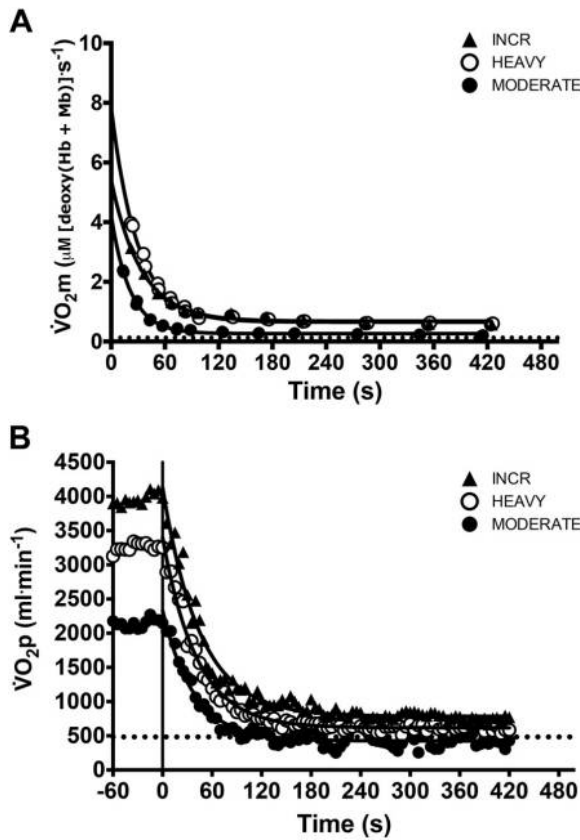 A
INCR
HEAVY
MODERATE
V̇O₂m (μM [deoxy(Hb + Mb)]·s⁻¹)
10
8
6
4
2
0
0 60 120 180 240 300 360 420 480
Time (s)
B
INCR
HEAVY
MODERATE
V̇O₂p (ml·min⁻¹)
4500
4000
3500
3000
2500
2000
1500
1000
500
0
-60 0 60 120 180 240 300 360 420 480
Time (s)